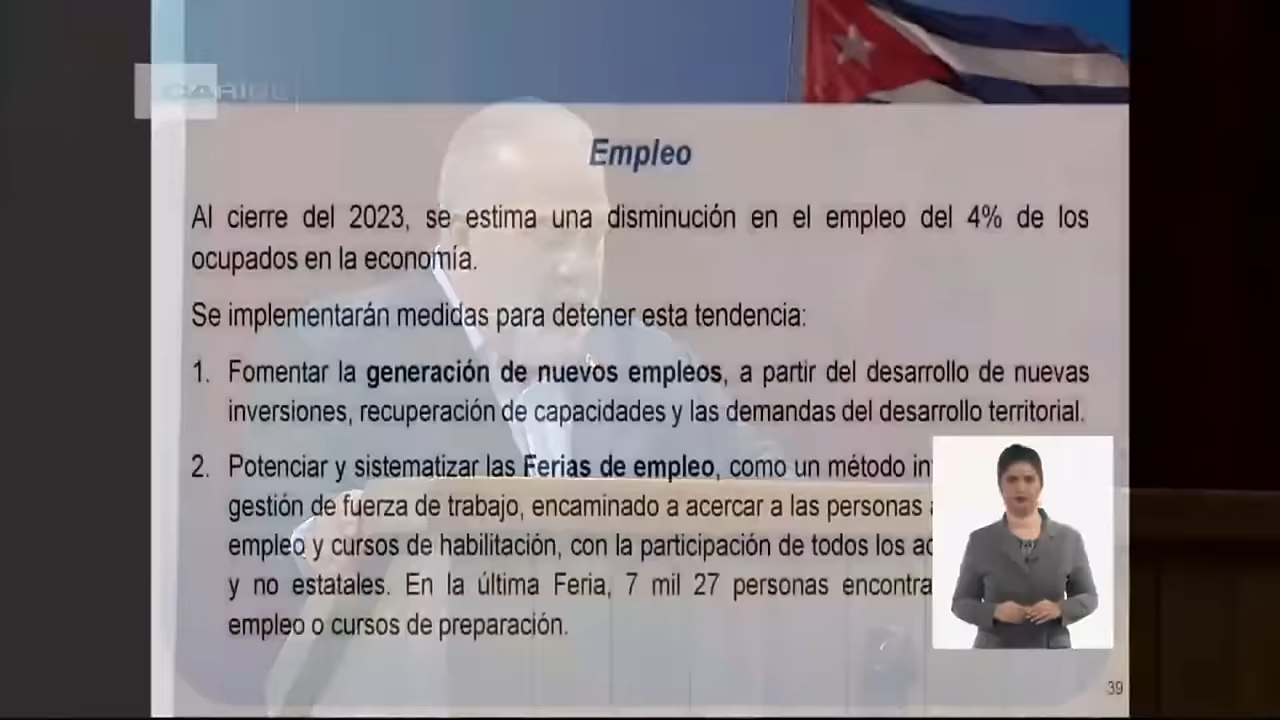 CARIBE
Empleo
Al cierre del 2023, se estima una disminución en el empleo del 4% de los
ocupados en la economía.
Se implementarán medidas para detener esta tendencia:
1. Fomentar la generación de nuevos empleos, a partir del desarrollo de nuevas
inversiones, recuperación de capacidades y las demandas del desarrollo territorial.
2. Potenciar y sistematizar las Ferias de empleo, como un método
gestión de fuerza de trabajo, encaminado a acercar a las personas
empleo y cursos de habilitación, con la participación de todos los
y no estatales. En la última Feria, 7 mil 27 personas
empleo o cursos de preparación.
39